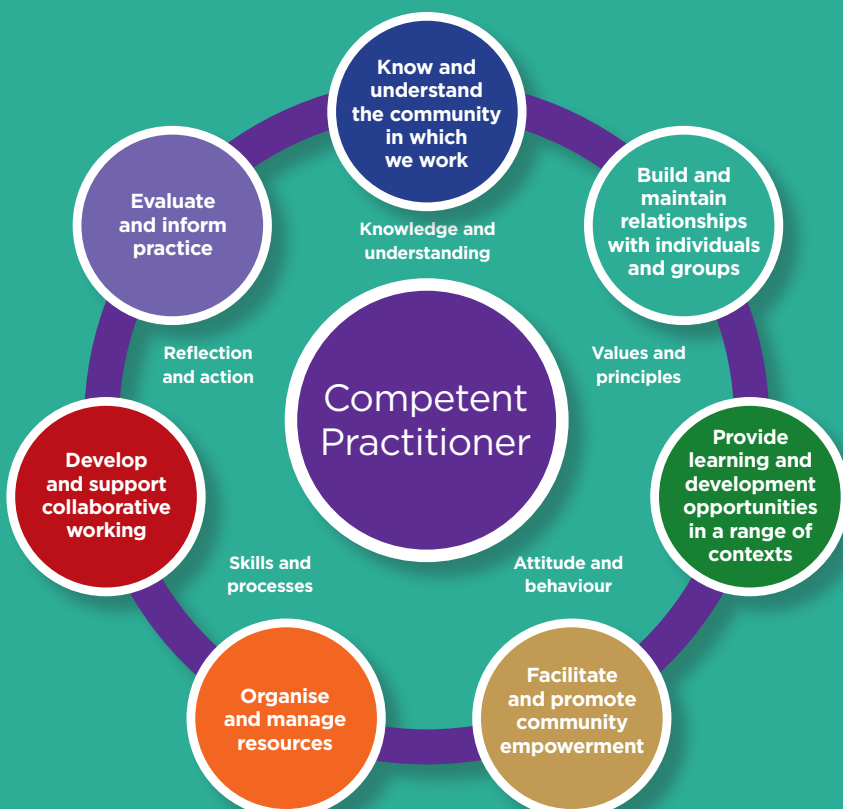 Know and
understand
the community
in which
we work
Build and
maintain
relationships
with individuals
and groups
Provide
learning and
development
opportunities
in a range of
contexts
Facilitate
and promote
community
empowerment
Organise
and manage
resources
Develop
and support
collaborative
working
Evaluate
and inform
practice
Knowledge and
understanding
Values and
principles
Attitude and
behaviour
Skills and
processes
Reflection
and action
Competent
Practitioner